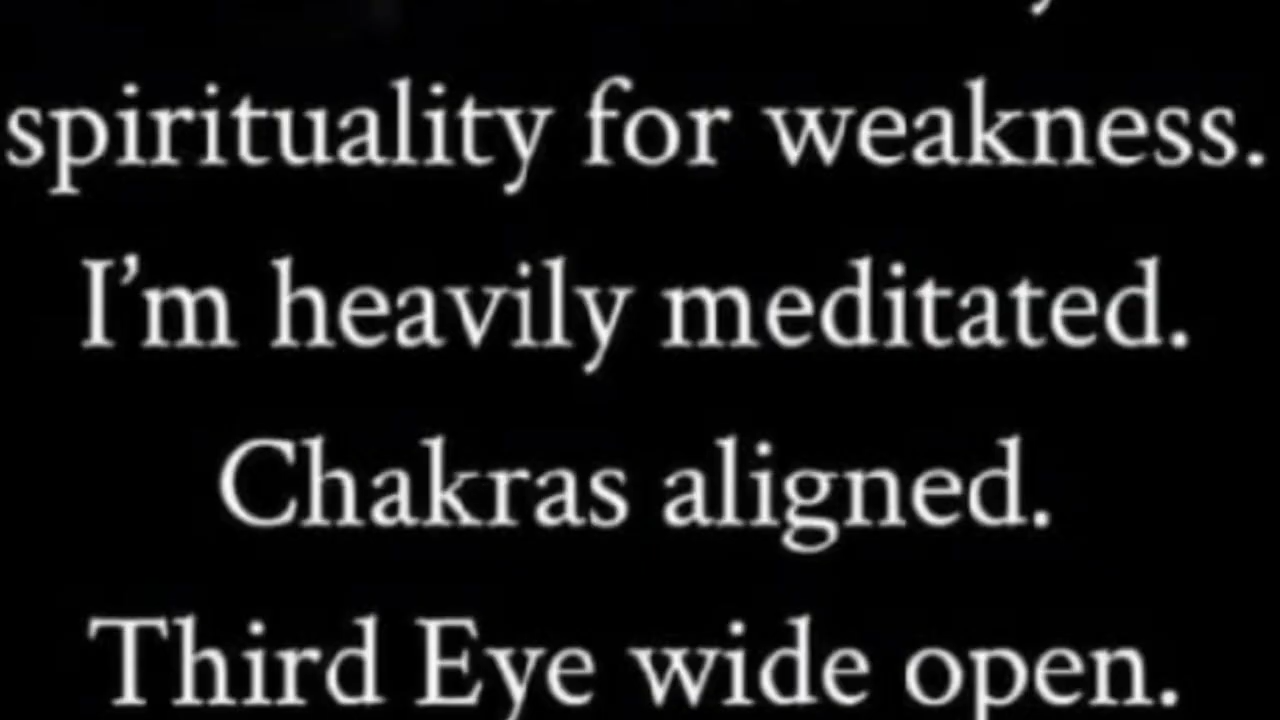 spirituality for weakness.
I’m heavily meditated.
Chakras aligned.
Third Eye wide open.